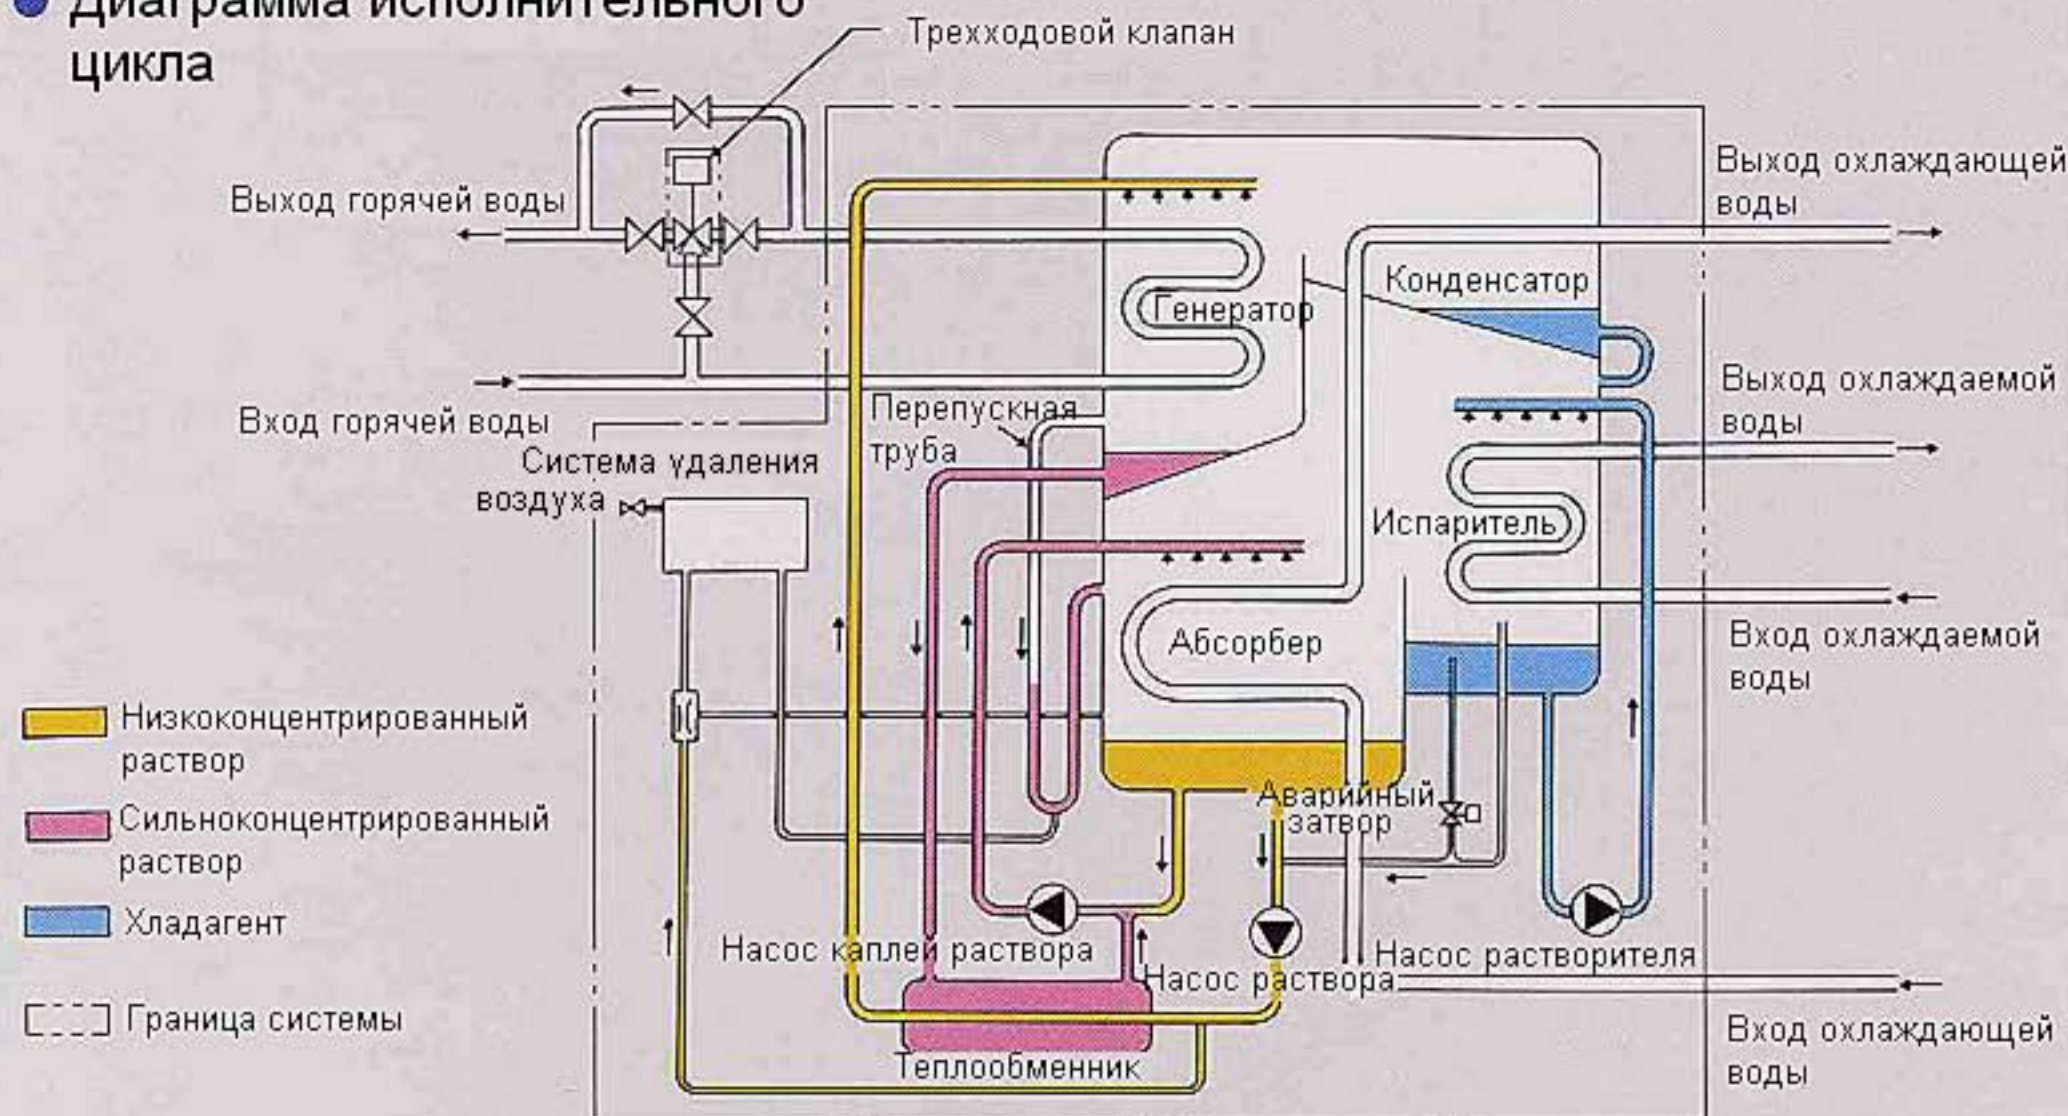 Диаграмма исполнительного
цикла
Трехходовой клапан
Выход горячей воды
Вход горячей воды
Система удаления
воздуха
Перепускная
труба
Генератор
Конденсатор
Испаритель
Абсорбер
Выход охлаждающей
воды
Выход охлаждаемой
воды
Вход охлаждаемой
воды
Аварийный
затвор
Насос каплей раствора
Насос раствора
Насос растворителя
Теплообменник
Вход охлаждающей
воды
Низкоконцентрированный
раствор
Сильноконцентрированный
раствор
Хладагент
Граница системы